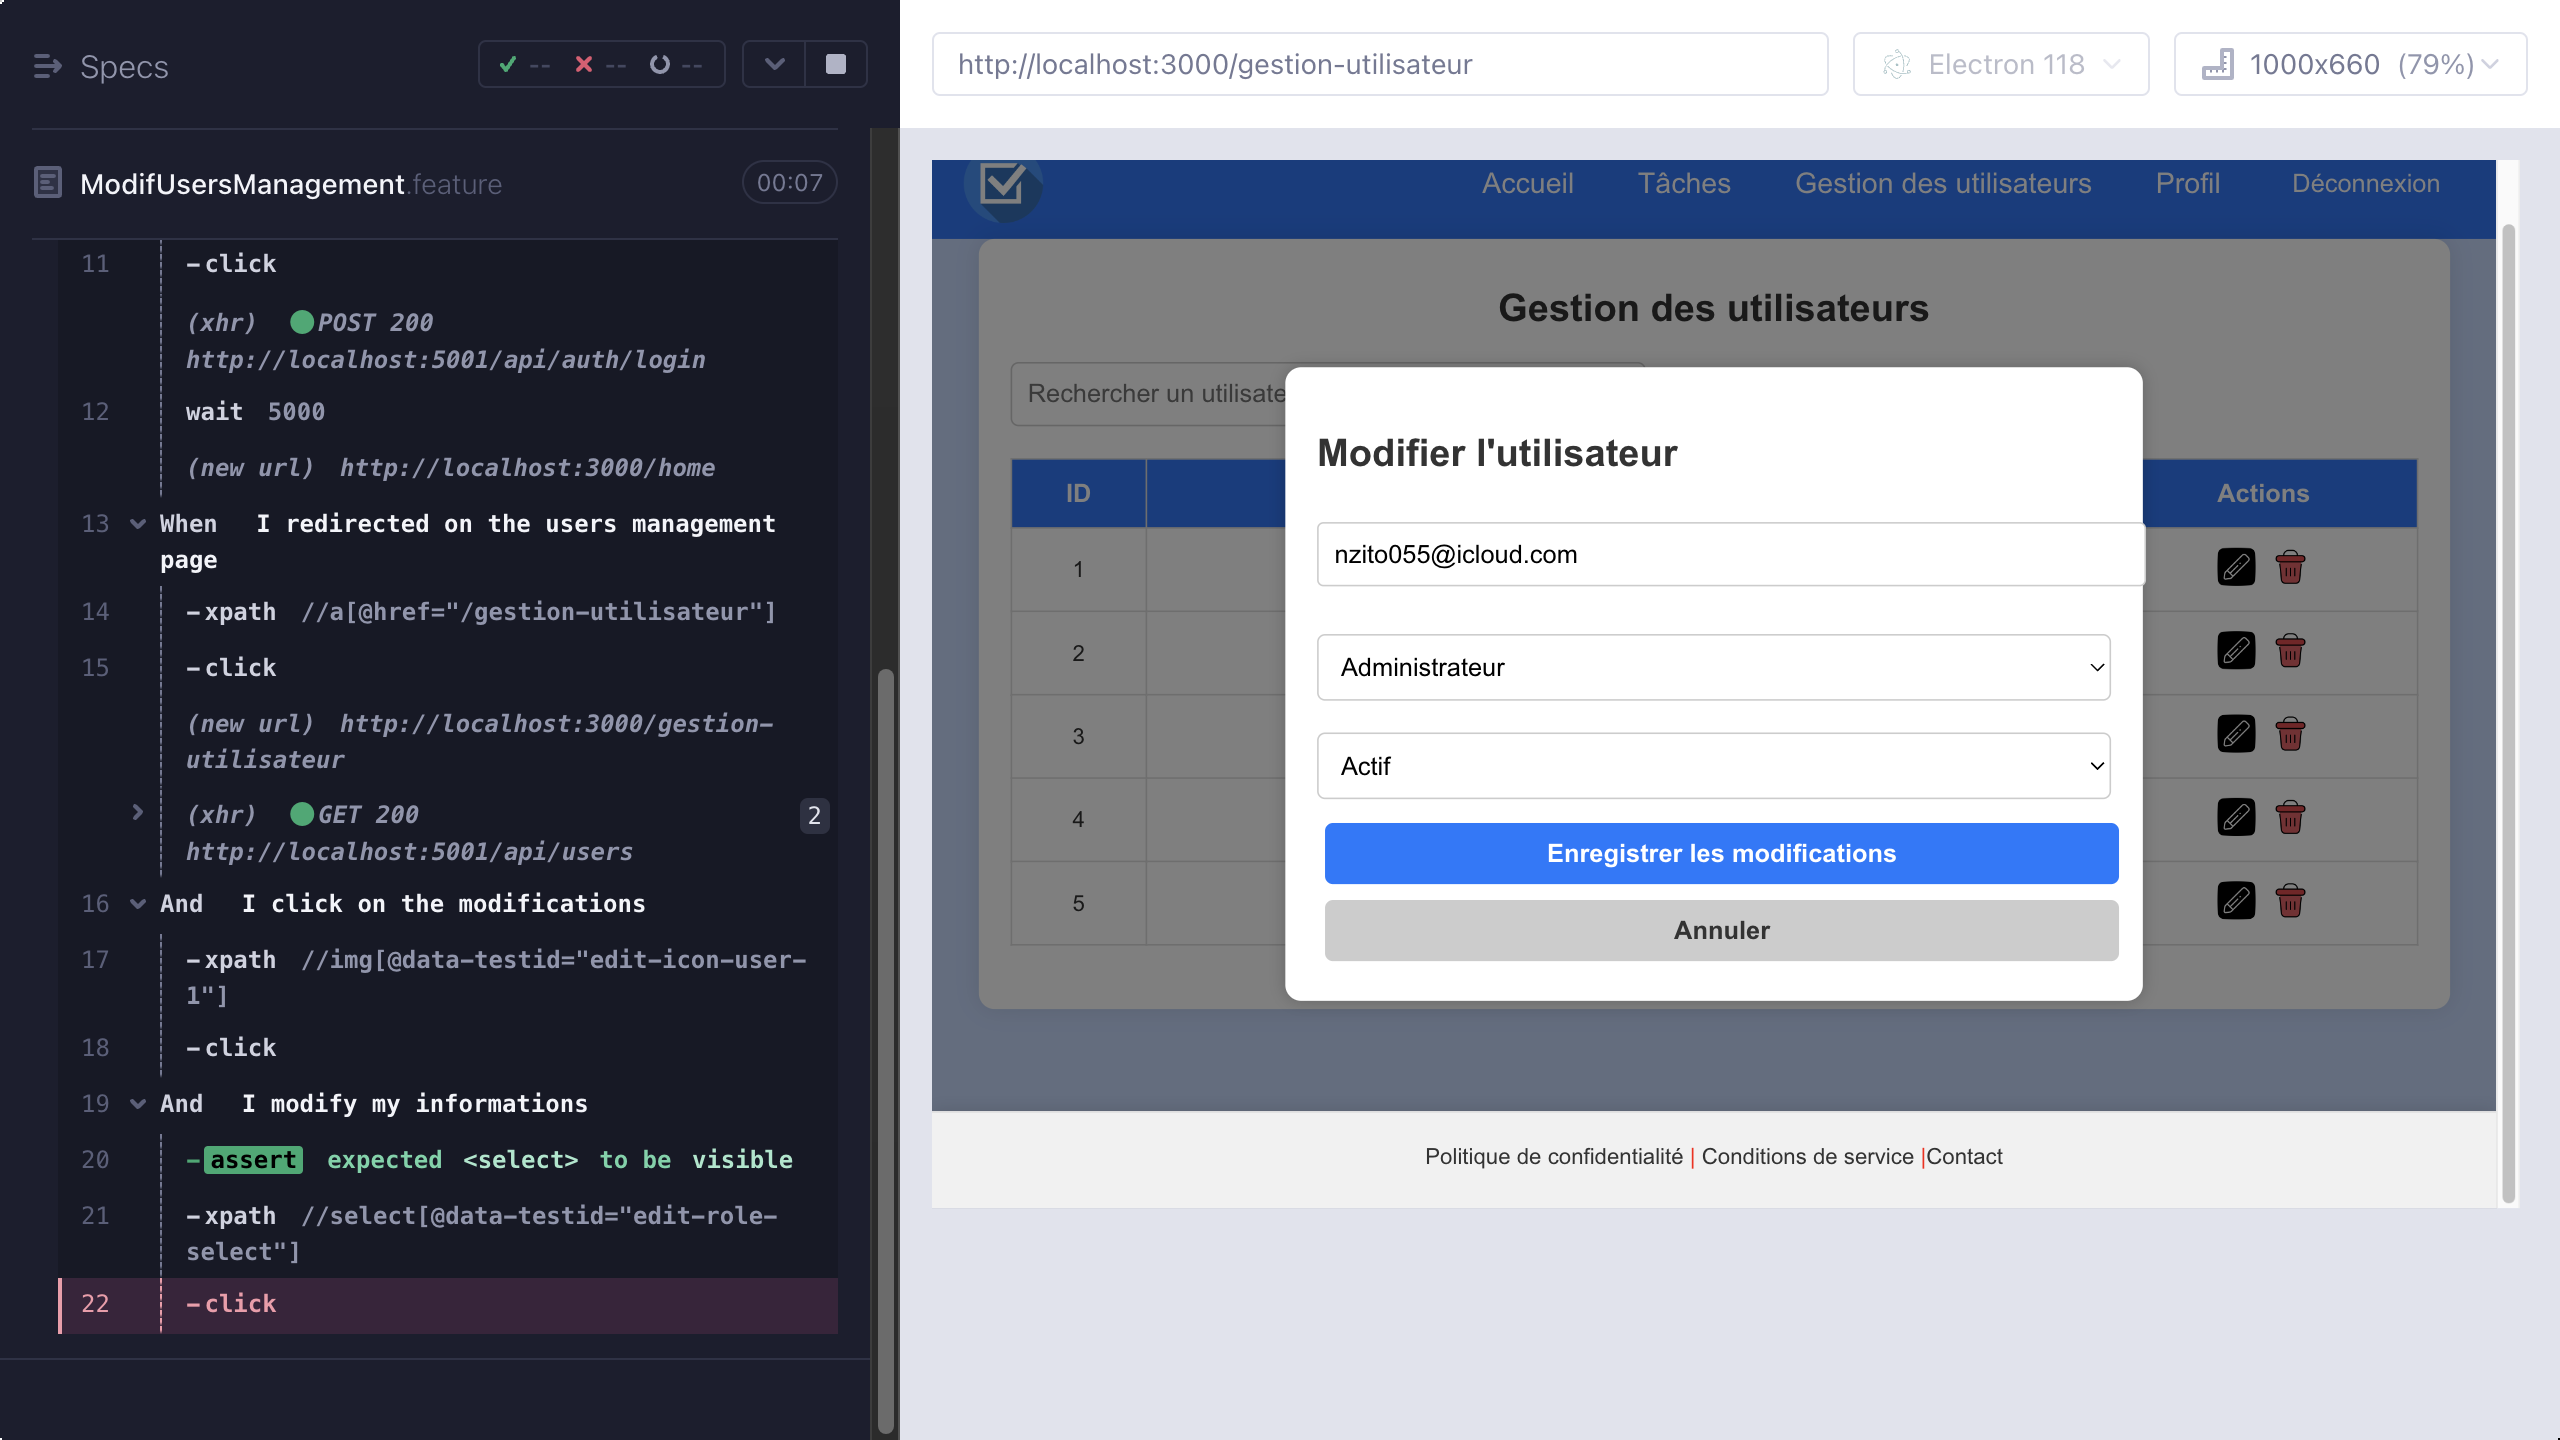 Specs
-- -- --
ModifUsersManagement.feature 00:07
11 -click
(xhr) POST 200
http://localhost:5001/api/auth/login
12 wait 5000
(new url) http://localhost:3000/home
13 When I redirected on the users management
page
14 -xpath //a[@href="/gestion-utilisateur"]
15 -click
(new url) http://localhost:3000/gestion-
utilisateur
(xhr) GET 200 2
http://localhost:5001/api/users
16 And I click on the modifications
17 -xpath //img[@data-testid="edit-icon-user-
1"]
18 -click
19 And I modify my informations
20 -assert expected <select> to be visible
21 -xpath //select[@data-testid="edit-role-
select"]
22 -click
http://localhost:3000/gestion-utilisateur
Electron 118
1000x660 (79%)
Accueil Tâches Gestion des utilisateurs Profil Déconnexion
Gestion des utilisateurs
Rechercher un utilisate
ID Actions
1
2
3
4
5
Modifier l'utilisateur
nzito055@icloud.com
Administrateur
Actif
Enregistrer les modifications
Annuler
Politique de confidentialité | Conditions de service |Contact